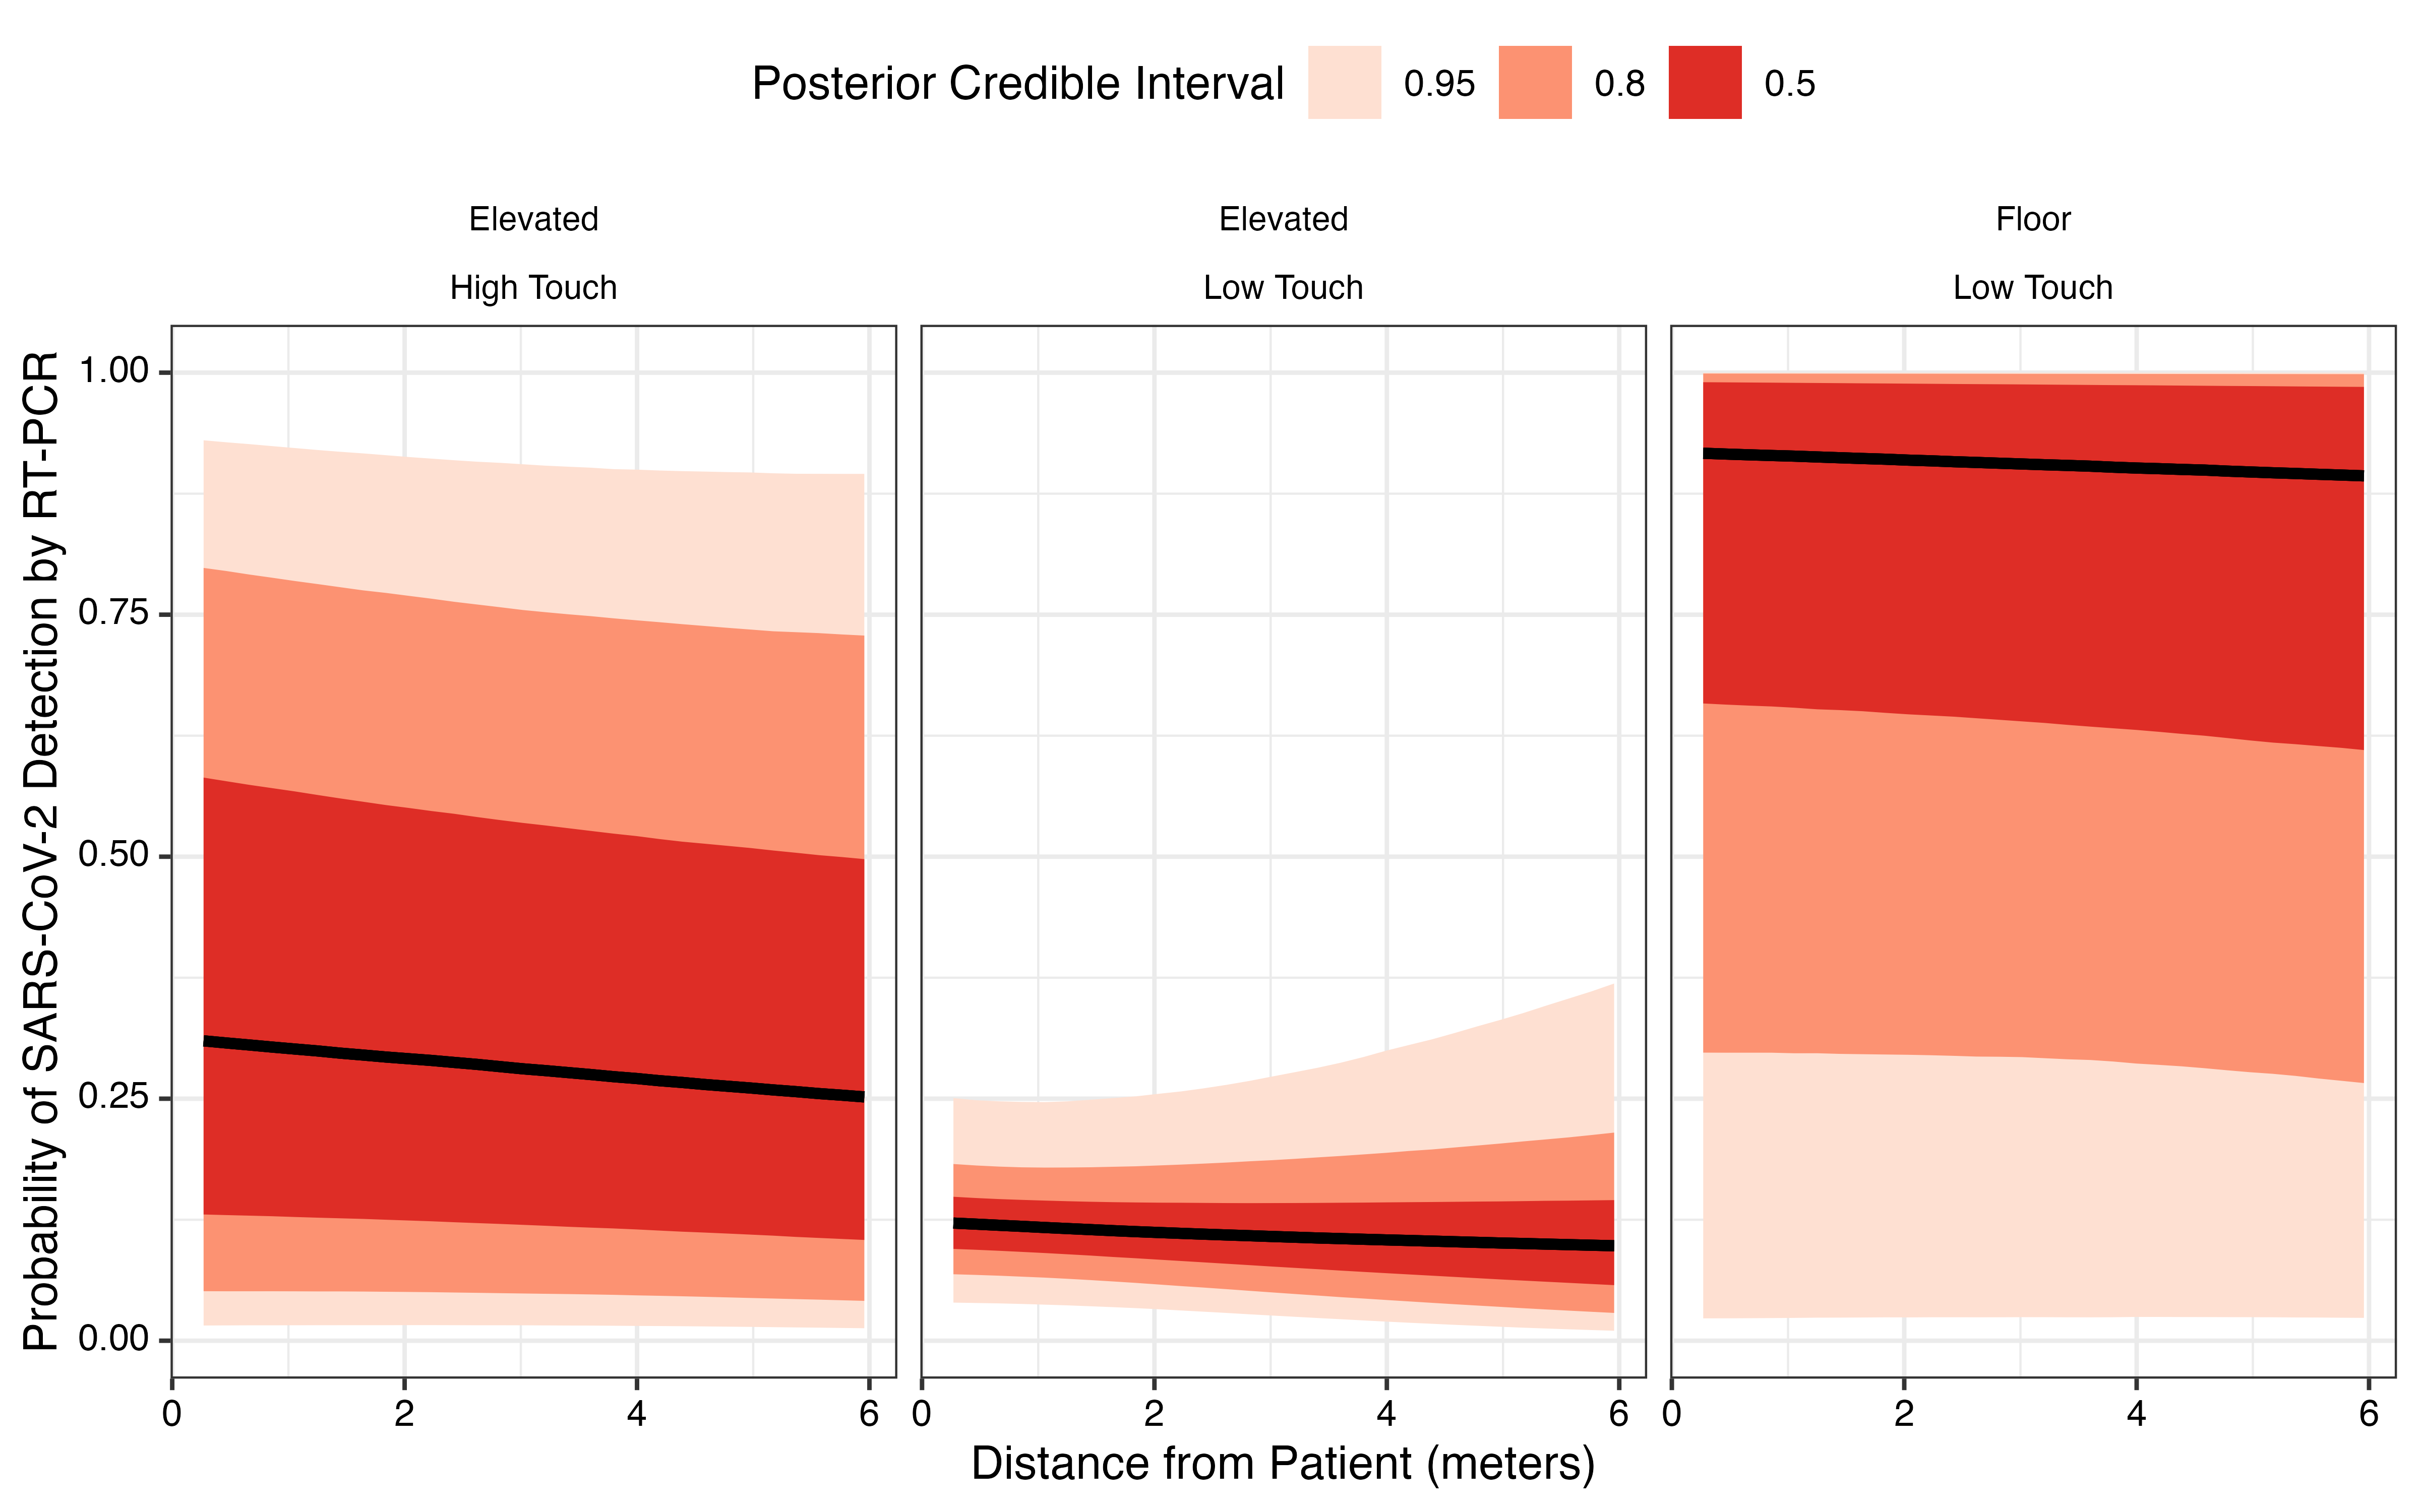 Posterior Credible Interval 0.95 0.8 0.5
Elevated Elevated Floor
High Touch Low Touch Low Touch
Probability of SARS-CoV-2 Detection by RT-PCR
1.00
0.75
0.50
0.25
0.00
0 2 4 6 0 2 4 6 0 2 4 6
Distance from Patient (meters)